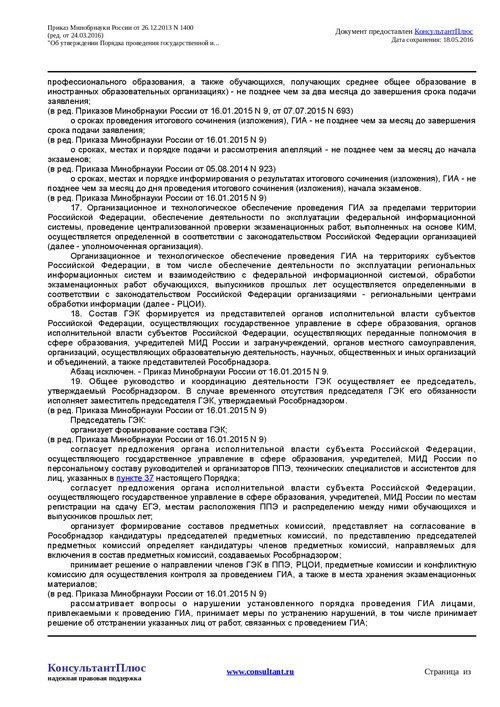 Приказ Минобрнауки России от 26.12.2013 N 1400
(ред. от 24.03.2016)
"Об утверждении Порядка проведения государственной и...
Документ предоставлен КонсультантПлюс
Дата сохранения: 18.05.2016
профессионального образования, а также обучающихся, получающих среднее общее образование в
иностранных образовательных организациях) - не позднее чем за два месяца до завершения срока подачи
заявления;
(в ред. Приказов Минобрнауки России от 16.01.2015 N 9, от 07.07.2015 N 693)
о сроках проведения итогового сочинения (изложения), ГИА - не позднее чем за месяц до завершения
срока подачи заявления;
(в ред. Приказа Минобрнауки России от 16.01.2015 N 9)
о сроках, местах и порядке подачи и рассмотрения апелляций - не позднее чем за месяц до начала
экзаменов;
(в ред. Приказа Минобрнауки России от 05.08.2014 N 923)
о сроках, местах и порядке информирования о результатах итогового сочинения (изложения), ГИА - не
позднее чем за месяц до дня проведения итогового сочинения (изложения), начала экзаменов.
(в ред. Приказа Минобрнауки России от 16.01.2015 N 9)
17. Организационное и технологическое обеспечение проведения ГИА за пределами территории
Российской Федерации, обеспечение деятельности по эксплуатации федеральной информационной
системы, проведение централизованной проверки экзаменационных работ, выполненных на основе КИМ,
осуществляется определенной в соответствии с законодательством Российской Федерации организацией
(далее - уполномоченная организация).
Организационное и технологическое обеспечение проведения ГИА на территориях субъектов
Российской Федерации, в том числе обеспечение деятельности по эксплуатации региональных
информационных систем и взаимодействие с федеральной информационной системой, обработки
экзаменационных работ обучающихся, выпускников прошлых лет осуществляется определенными в
соответствии с законодательством Российской Федерации организациями - региональными центрами
обработки информации (далее - РЦОИ).
18. Состав ГЭК формируется из представителей органов исполнительной власти субъектов
Российской Федерации, осуществляющих государственное управление в сфере образования, органов
исполнительной власти субъектов Российской Федерации, осуществляющих переданные полномочия в
сфере образования, учредителей, МИД России и загранучреждений, органов местного самоуправления,
организаций, осуществляющих образовательную деятельность, научных, общественных и иных организаций
и объединений, а также представителей Рособрнадзора.
Абзац исключен. - Приказ Минобрнауки России от 16.01.2015 N 9.
19. Общее руководство и координацию деятельности ГЭК осуществляет ее председатель,
утверждаемый Рособрнадзором. В случае временного отсутствия председателя ГЭК его обязанности
исполняет заместитель председателя ГЭК, утверждаемый Рособрнадзором.
(в ред. Приказа Минобрнауки России от 16.01.2015 N 9)
Председатель ГЭК:
организует формирование состава ГЭК;
(в ред. Приказа Минобрнауки России от 16.01.2015 N 9)
согласует предложения органа исполнительной власти субъекта Российской Федерации,
осуществляющего государственное управление в сфере образования, учредителей, МИД России по
персональному составу руководителей и организаторов ППЭ, технических специалистов и ассистентов для
лиц, указанных в пункте 37 настоящего Порядка;
согласует предложения органа исполнительной власти субъекта Российской Федерации,
осуществляющего государственное управление в сфере образования, учредителей, МИД России по местам
регистрации на сдачу ЕГЭ, местам расположения ППЭ и распределению между ними обучающихся и
выпускников прошлых лет;
организует формирование составов предметных комиссий, представляет на согласование в
Рособрнадзор кандидатуры председателей предметных комиссий, по представлению председателей
предметных комиссий определяет кандидатуры членов предметных комиссий, направляемых для
включения в состав предметных комиссий, создаваемых Рособрнадзором;
принимает решение о направлении членов ГЭК в ППЭ, РЦОИ, предметные комиссии и конфликтную
комиссию для осуществления контроля за проведением ГИА, а также в места хранения экзаменационных
материалов;
(в ред. Приказа Минобрнауки России от 16.01.2015 N 9)
рассматривает вопросы о нарушении установленного порядка проведения ГИА лицами,
привлекаемыми к проведению ГИА, принимает меры по устранению нарушений, в том числе принимает
решение об отстранении указанных лиц от работ, связанных с проведением ГИА;
КонсультантПлюс
надежная правовая поддержка
www.consultant.ru
Страница из